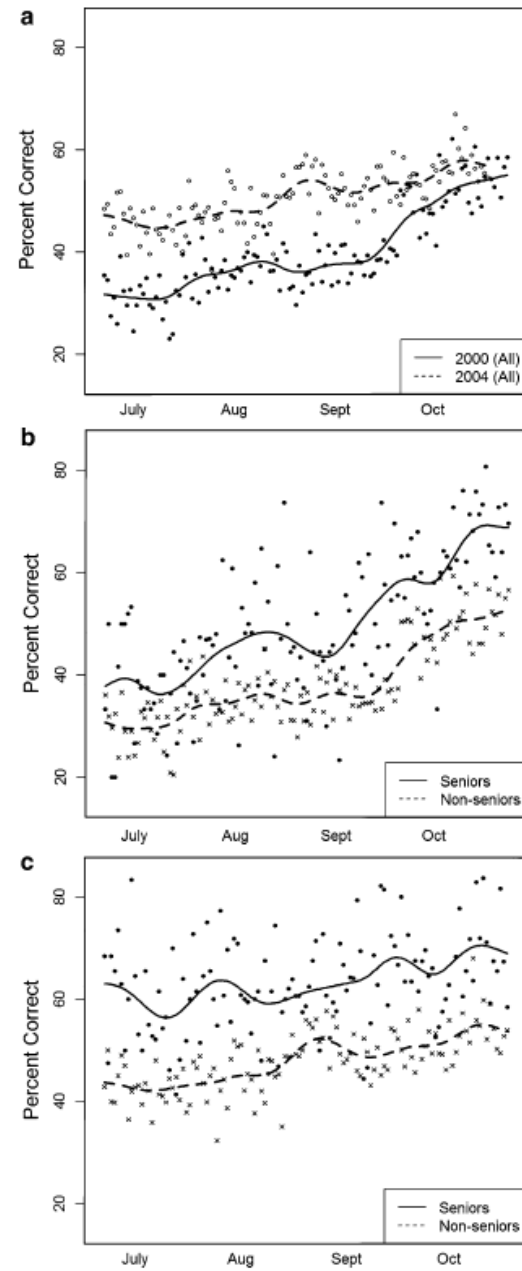 a
80
60
40
20
Percent Correct
2000 (All)
2004 (All)
July Aug Sept Oct
b
80
60
40
20
Percent Correct
Seniors
Non-seniors
July Aug Sept Oct
c
80
60
40
20
Percent Correct
Seniors
Non-seniors
July Aug Sept Oct